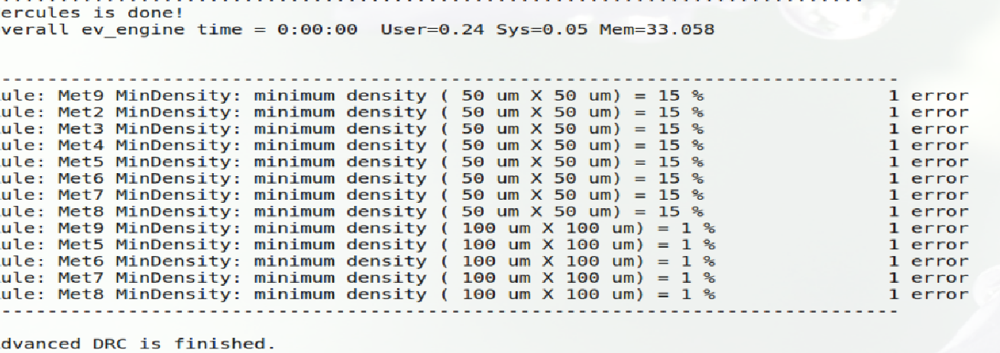 ercules is done!
verall ev_engine time = 0:00:00 User=0.24 Sys=0.05 Mem=33.058
ule: Met9 MinDensity: minimum density ( 50 um X 50 um) = 15 % 1 error
ule: Met2 MinDensity: minimum density ( 50 um X 50 um) = 15 % 1 error
ule: Met3 MinDensity: minimum density ( 50 um X 50 um) = 15 % 1 error
ule: Met4 MinDensity: minimum density ( 50 um X 50 um) = 15 % 1 error
ule: Met5 MinDensity: minimum density ( 50 um X 50 um) = 15 % 1 error
ule: Met6 MinDensity: minimum density ( 50 um X 50 um) = 15 % 1 error
ule: Met7 MinDensity: minimum density ( 50 um X 50 um) = 15 % 1 error
ule: Met8 MinDensity: minimum density ( 50 um X 50 um) = 15 % 1 error
ule: Met9 MinDensity: minimum density ( 100 um X 100 um) = 1 % 1 error
ule: Met5 MinDensity: minimum density ( 100 um X 100 um) = 1 % 1 error
ule: Met6 MinDensity: minimum density ( 100 um X 100 um) = 1 % 1 error
ule: Met7 MinDensity: minimum density ( 100 um X 100 um) = 1 % 1 error
ule: Met8 MinDensity: minimum density ( 100 um X 100 um) = 1 % 1 error
dvanced DRC is finished.